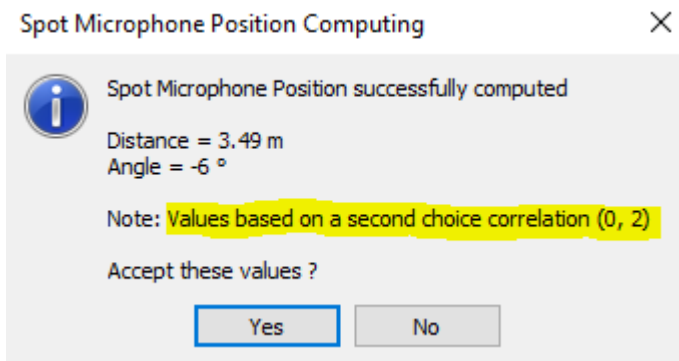 Spot Microphone Position Computing
Spot Microphone Position successfully computed
Distance = 3.49 m
Angle = -6 °
Note: Values based on a second choice correlation (0, 2)
Accept these values ?
Yes
No